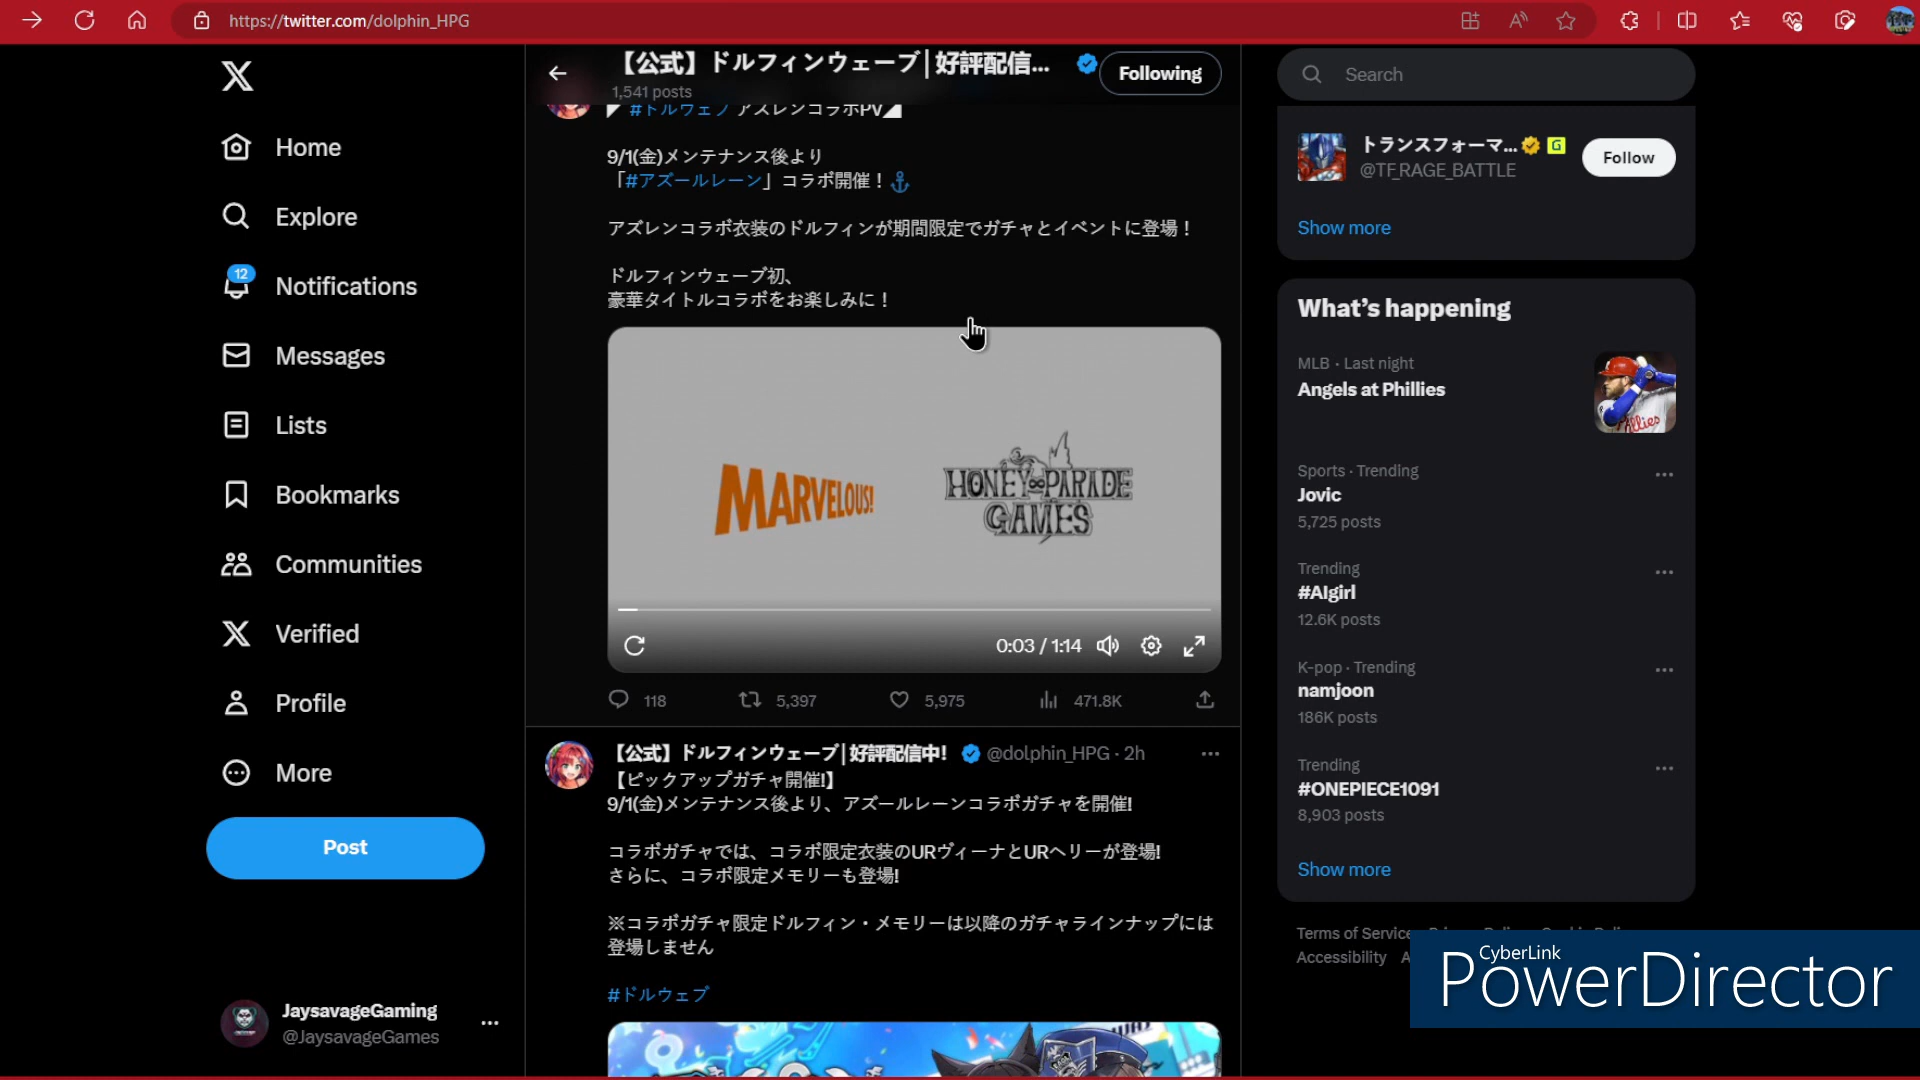 https://twitter.com/dolphin_HPG
Home
Explore
12
Notifications
Messages
Lists
Bookmarks
Communities
Verified
Profile
More
Post
JaysavageGaming
@JaysavageGames
【公式】ドルフィンウェーブ|好評配信...
1,541 posts
Following
#ドルウェブ アズレンコラボPV
9/1(金)メンテナンス後より
「#アズールレーン」コラボ開催！
アズレンコラボ衣装のドルフィンが期間限定でガチャとイベントに登場！
ドルフィンウェーブ初、
豪華タイトルコラボをお楽しみに！
MARVELOUS!
HONEY∞PARADE
GAMES
0:03 / 1:14
118
5,397
5,975
471.8K
【公式】ドルフィンウェーブ|好評配信中! @dolphin_HPG · 2h
【ピックアップガチャ開催!】
9/1(金)メンテナンス後より、アズールレーンコラボガチャを開催!
コラボガチャでは、コラボ限定衣装のURヴィーナとURヘリーが登場!
さらに、コラボ限定メモリーも登場!
※コラボガチャ限定ドルフィン・メモリーは以降のガチャラインナップには
登場しません
#ドルウェブ
Search
トランスフォーマ...
@TF_RAGE_BATTLE
Follow
Show more
What's happening
MLB · Last night
Angels at Phillies
Sports · Trending
Jovic
5,725 posts
Trending
#AIgirl
12.6K posts
K-pop · Trending
namjoon
186K posts
Trending
#ONEPIECE1091
8,903 posts
Show more
Terms of Service
Accessibility
CyberLink
PowerDirector